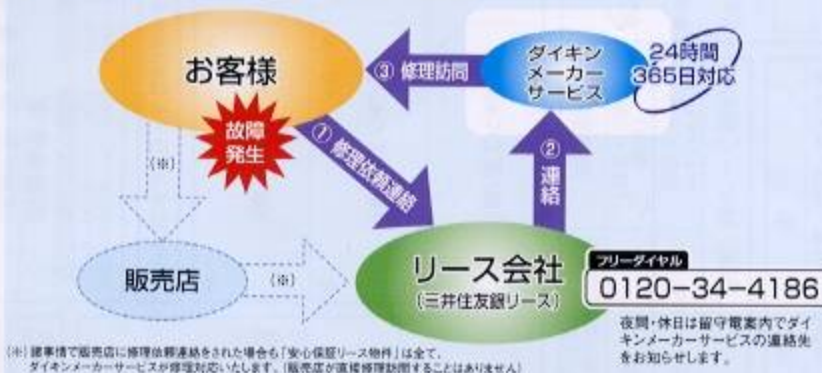 お客様
故障
発生
③ 修理訪問
ダイキン
メーカー
サービス
24時間
365日対応
① 修理依頼連絡
② 連絡
(※)
販売店
(※)
リース会社
(三井住友銀リース)
フリーダイヤル
0120-34-4186
夜間・休日は留守電案内でダイ
キンメーカーサービスの連絡先
をお知らせします。
(※) 諸事情で販売店に修理依頼連絡をされた場合も「安心保証リース物件」は全て、
ダイキンメーカーサービスが修理対応いたします。(販売店が直接修理訪問することはありません)